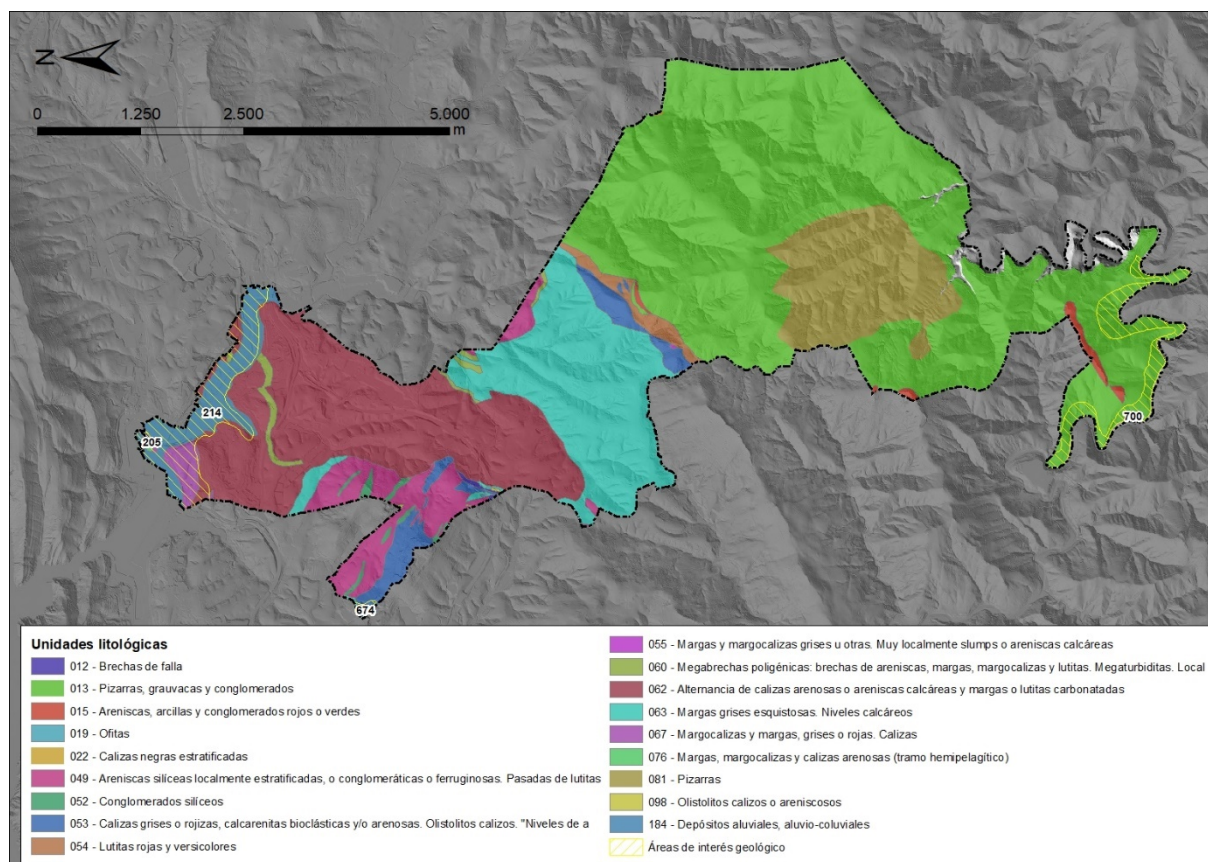 N
0 1.250 2.500 5.000
m
214
205
674
700
Unidades litológicas
012 - Brechas de falla
013 - Pizarras, grauvacas y conglomerados
015 - Areniscas, arcillas y conglomerados rojos o verdes
019 - Ofitas
022 - Calizas negras estratificadas
049 - Areniscas silíceas localmente estratificadas, o conglomeráticas o ferruginosas. Pasadas de lutitas
052 - Conglomerados silíceos
053 - Calizas grises o rojizas, calcarenitas bioclásticas y/o arenosas. Olistolitos calizos. "Niveles de a
054 - Lutitas rojas y versicolores
055 - Margas y margocalizas grises u otras. Muy localmente slumps o areniscas calcáreas
060 - Megabrechas poligénicas: brechas de areniscas, margas, margocalizas y lutitas. Megaturbiditas. Local
062 - Alternancia de calizas arenosas o areniscas calcáreas y margas o lutitas carbonatadas
063 - Margas grises esquistosas. Niveles calcáreos
067 - Margocalizas y margas, grises o rojas. Calizas
076 - Margas, margocalizas y calizas arenosas (tramo hemipelagítico)
081 - Pizarras
098 - Olistolitos calizos o areniscosos
184 - Depósitos aluviales, aluvio-coluviales
Áreas de interés geológico